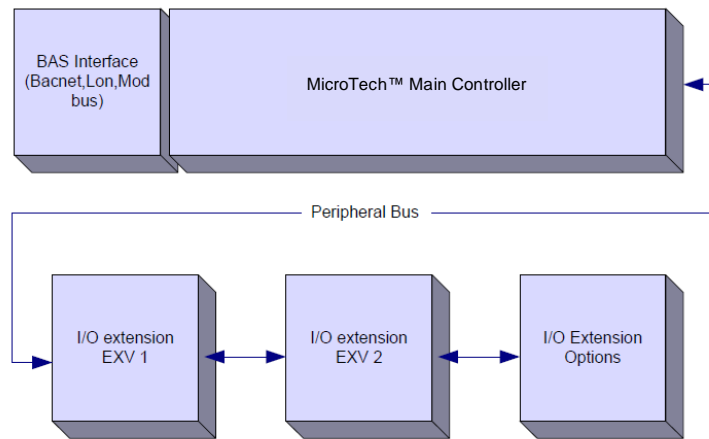 BAS Interface
(Bacnet,Lon,Mod
bus)
MicroTech™ Main Controller
Peripheral Bus
I/O extension
EXV 1
I/O extension
EXV 2
I/O Extension
Options